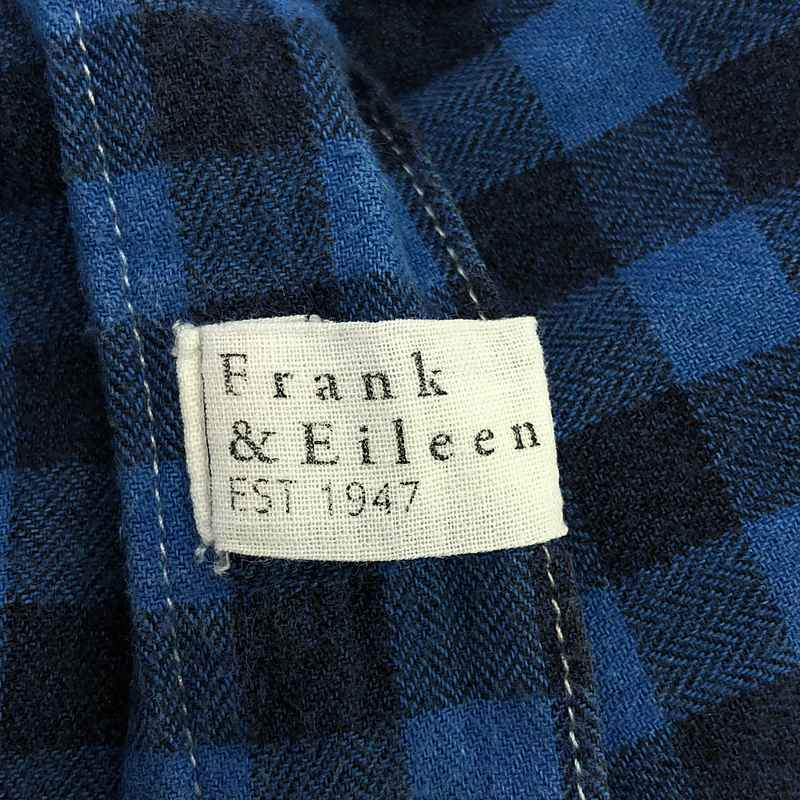 Frank
& Eileen
EST 1947